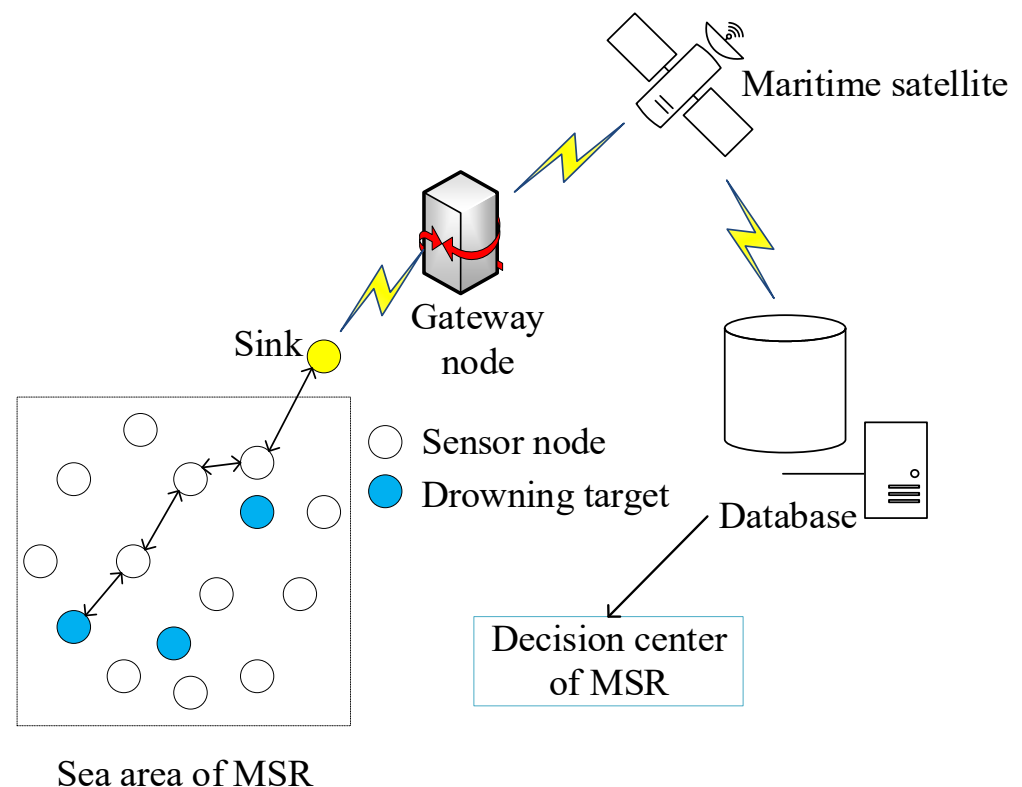 Maritime satellite
Gateway
node
Sink
Sensor node
Drowning target
Database
Decision center
of MSR
Sea area of MSR